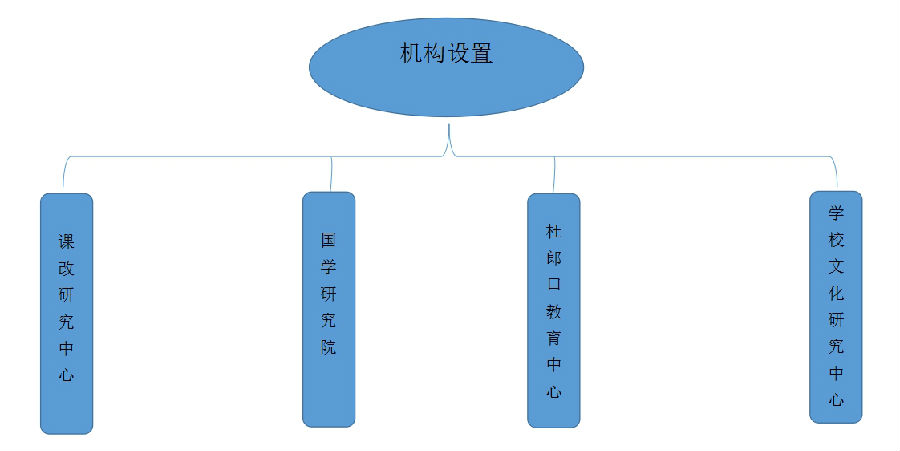 机构设置
课改研究中心
国学研究院
杜郎口教育中心
学校文化研究中心